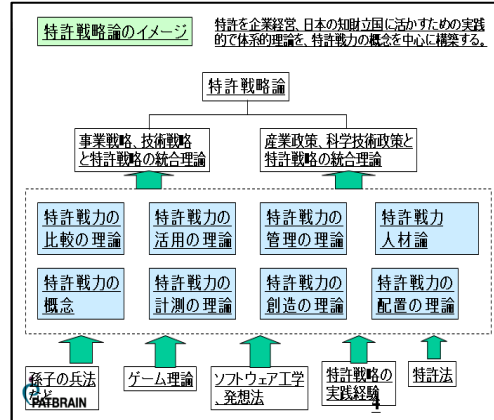 特許戦略論のイメージ
特許を企業経営、日本の知財立国に活かすための実践
的で体系的理論を、特許戦力の概念を中心に構築する。
特許戦略論
事業戦略、技術戦略
と特許戦略の統合理論
産業政策、科学技術政策と
特許戦略の統合理論
特許戦力の
比較の理論
特許戦力の
活用の理論
特許戦力の
管理の理論
特許戦力
人材論
特許戦力の
概念
特許戦力の
計測の理論
特許戦力の
創造の理論
特許戦力の
配置の理論
孫子の兵法
など
ゲーム理論
ソフトウェア工学
、発想法
特許戦略の
実践経験
特許法
PATBRAIN
4